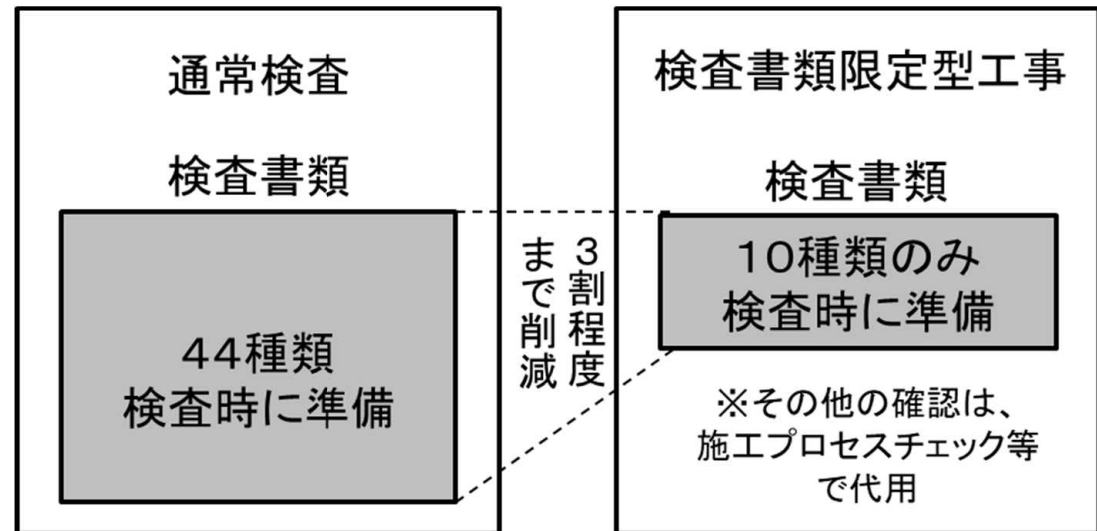 通常検査
検査書類
44種類
検査時に準備
3割程度
まで削減
検査書類限定型工事
検査書類
10種類のみ
検査時に準備
※その他の確認は、
施工プロセスチェック等
で代用